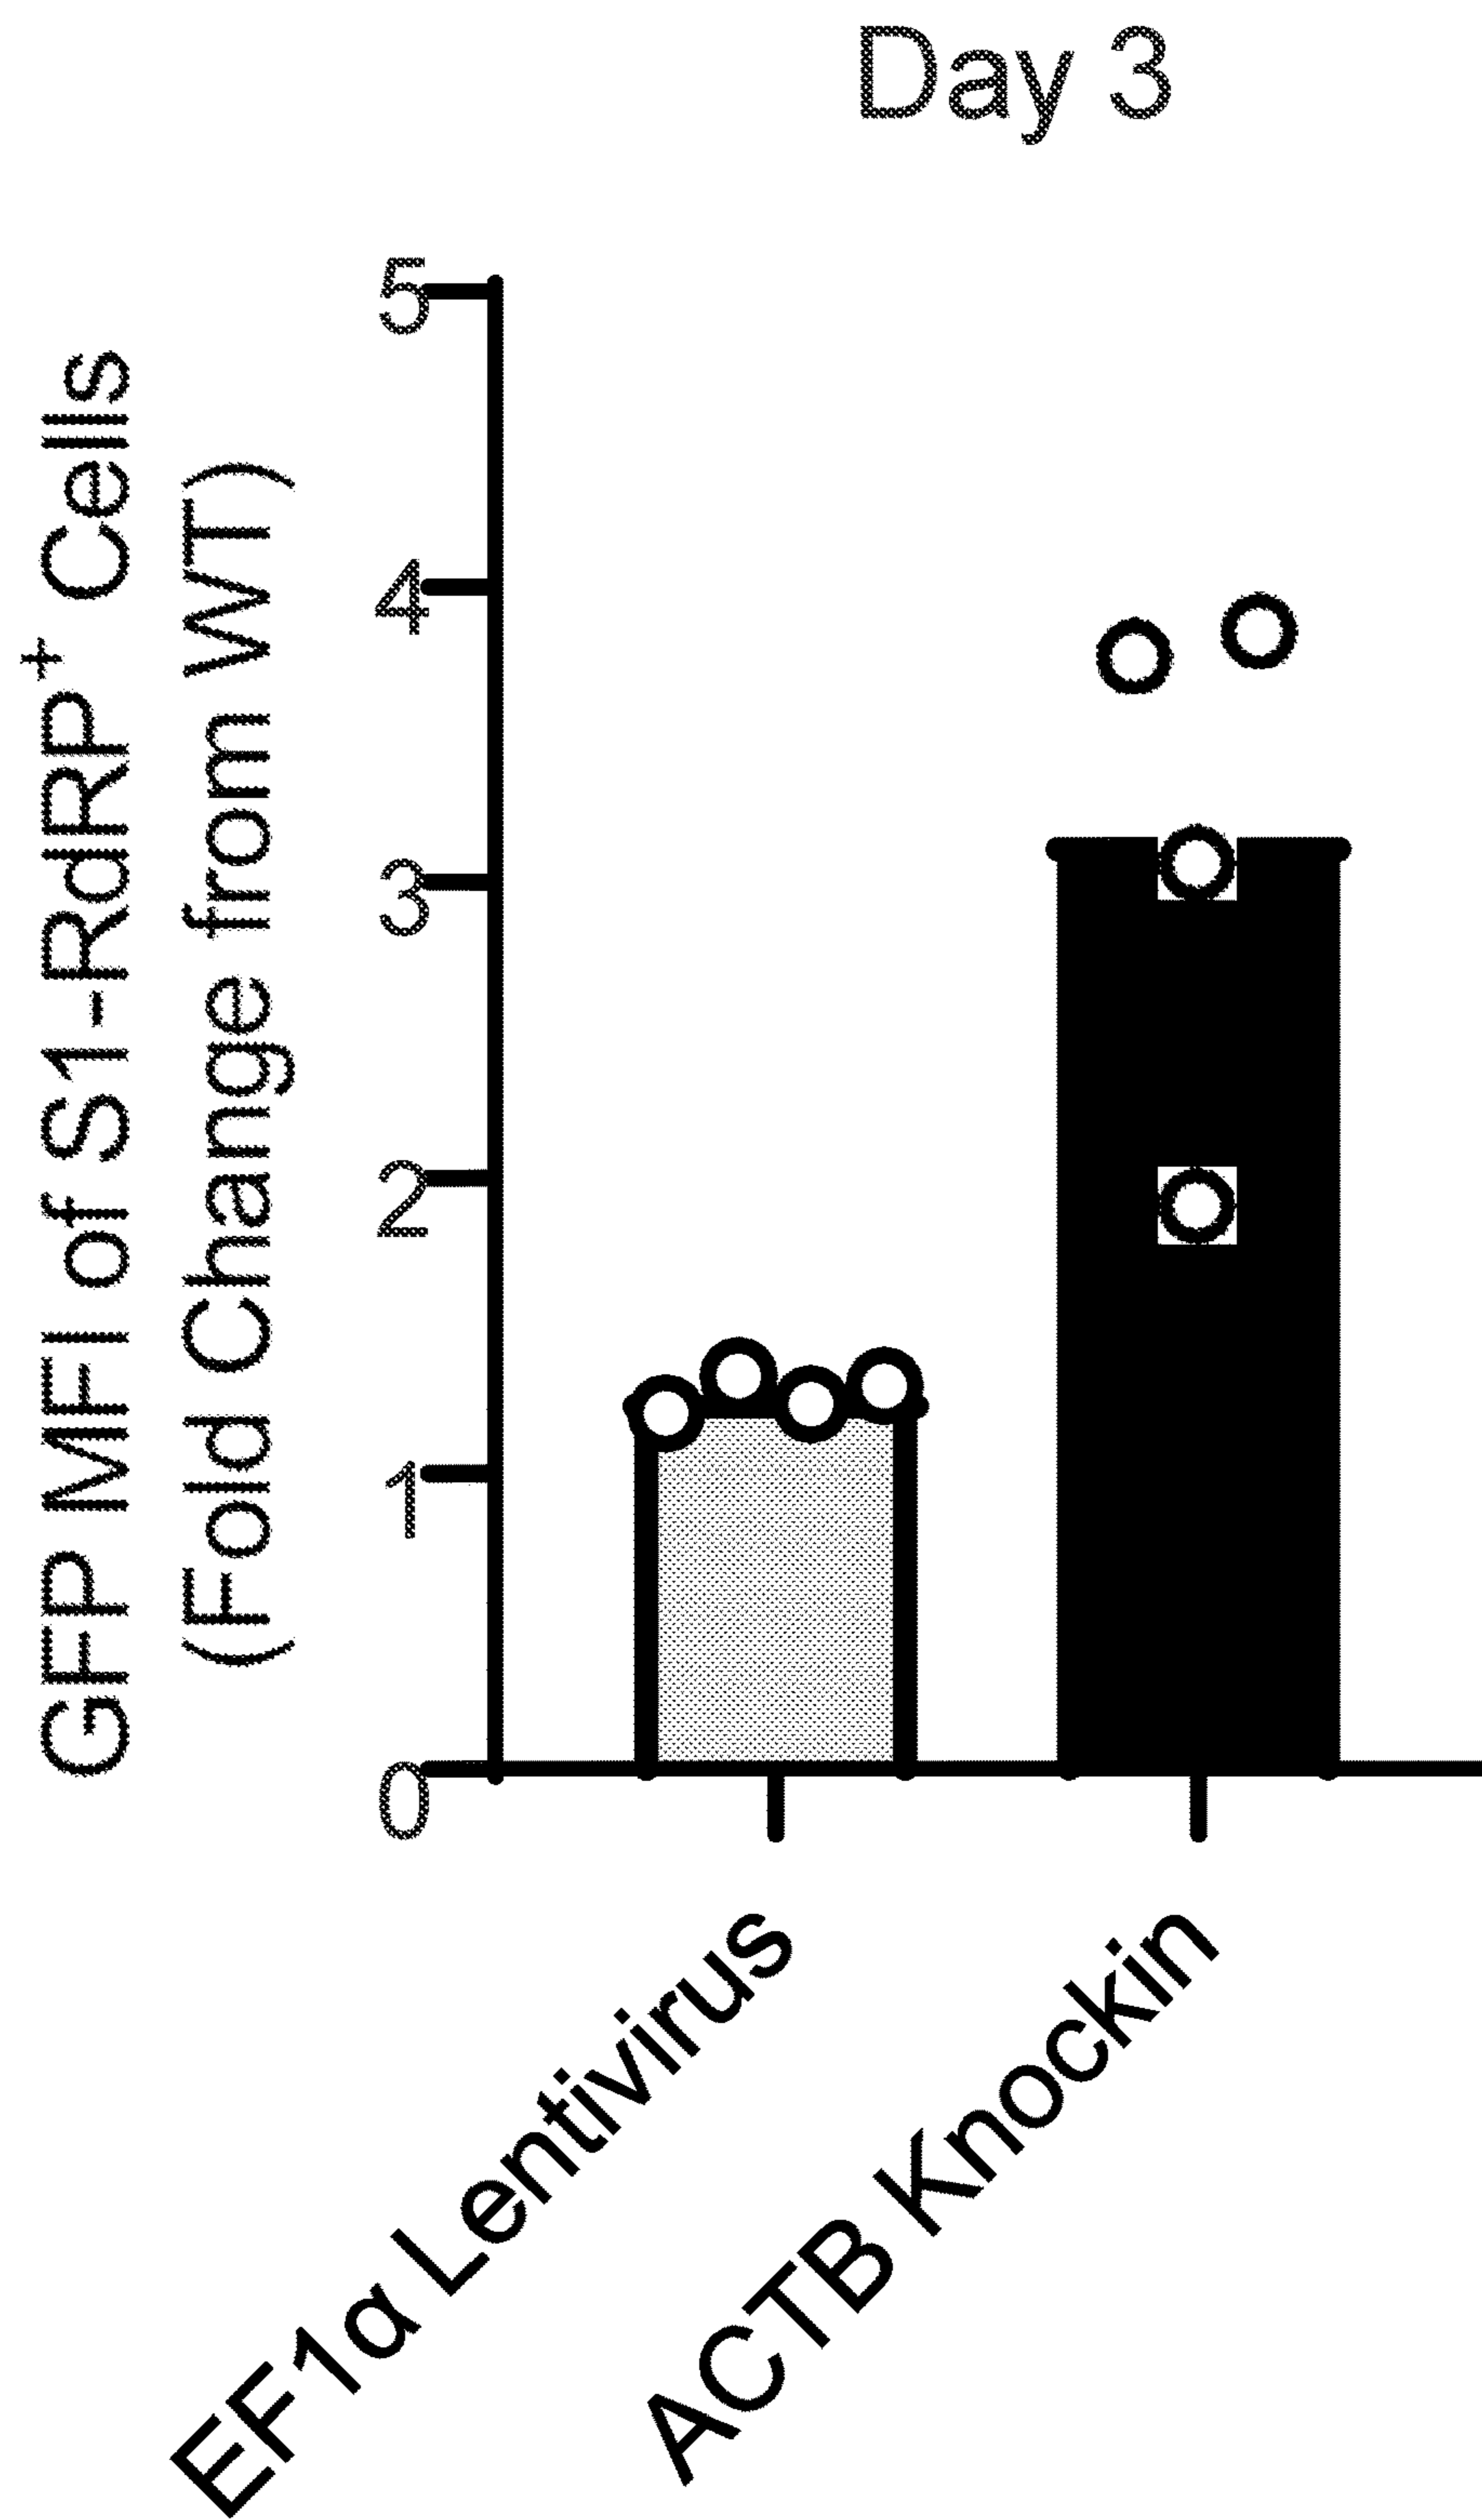 Day 3
GFP MFI of S1-RdRP⁺ Cells
(Fold Change from WT)
5
4
3
2
1
0
EF1α Lentivirus
ACTB Knockin